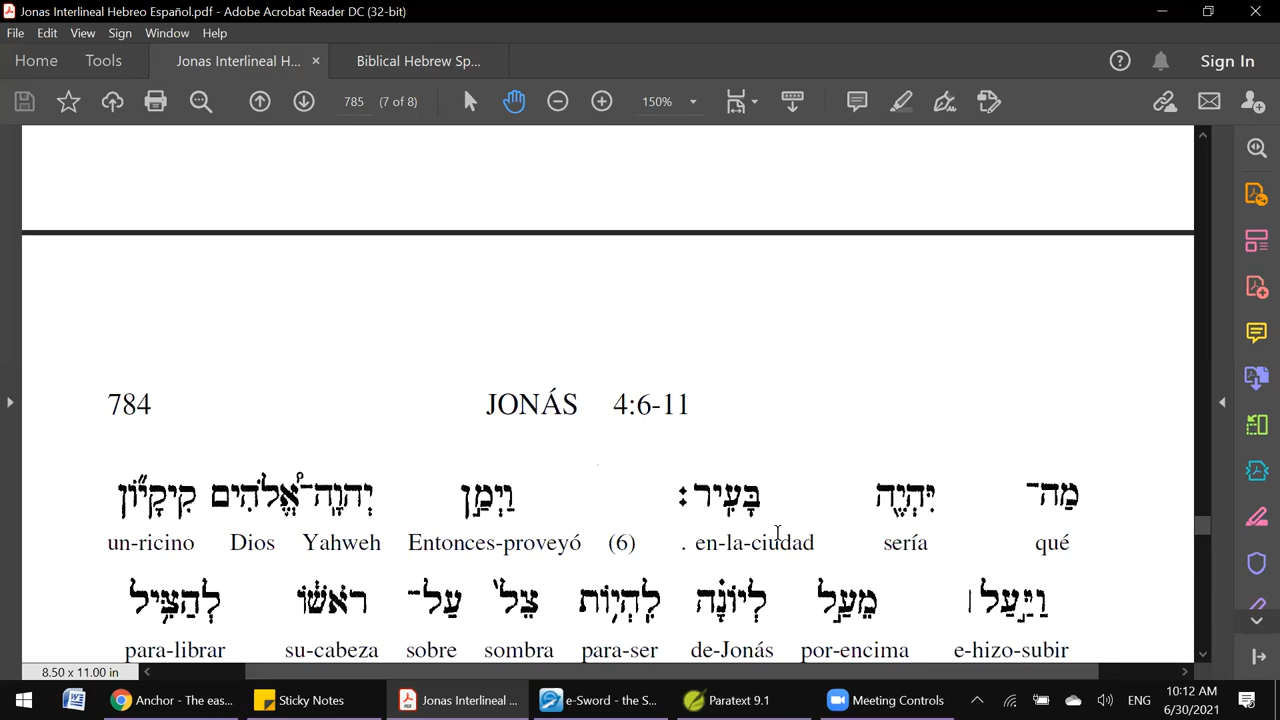 Jonas Interlineal Hebreo Español.pdf - Adobe Acrobat Reader DC (32-bit)
File Edit View Sign Window Help
Home Tools Jonas Interlineal H... × Biblical Hebrew Sp... Sign In
785 (7 of 8) 150%
784 JONÁS 4:6-11
מַה־ יִּהְיֶ֖ה בָּעִֽיר׃ וַיְמַ֣ן יְהוָֽה־אֱ֠לֹהִים קִיקָי֞וֹן
un-ricino Dios Yahweh Entonces-proveyó (6) . en-la-ciudad sería qué
וַיַּ֣עַל׀ מֵעַ֣ל לְיוֹנָ֗ה לִֽהְי֥וֹת צֵל֙ עַל־ רֹאשׁ֔וֹ לְהַצִּ֥יל
para-librar su-cabeza sobre sombra para-ser de-Jonás por-encima e-hizo-subir
8.50 x 11.00 in
Anchor - The eas... Sticky Notes Jonas Interlineal ... e-Sword - the S... Paratext 9.1 Meeting Controls ENG 10:12 AM
6/30/2021